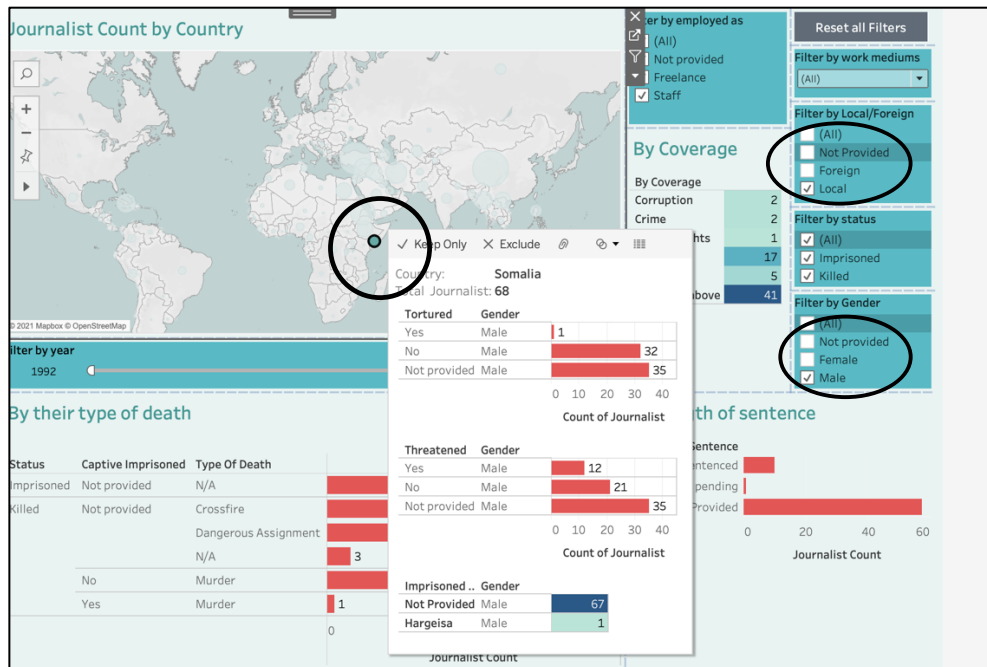 Journalist Count by Country
© 2021 Mapbox © OpenStreetMap
ilter by year
1992
ter by employed as
(All)
Not provided
Freelance
Staff
Reset all Filters
Filter by work mediums
(All)
Filter by Local/Foreign
(All)
Not Provided
Foreign
Local
Filter by status
(All)
Imprisoned
Killed
Filter by Gender
(All)
Not provided
Female
Male
By Coverage
By Coverage
Corruption 2
Crime 2
hts 1
17
5
bove 41
Keep Only Exclude
Country: Somalia
Total Journalist: 68
Tortured Gender
Yes Male 1
No Male 32
Not provided Male 35
0 10 20 30 40
Count of Journalist
Threatened Gender
Yes Male 12
No Male 21
Not provided Male 35
0 10 20 30 40
Count of Journalist
Imprisoned .. Gender
Not Provided Male 67
Hargeisa Male 1
By their type of death
Status Captive Imprisoned Type Of Death
Imprisoned Not provided N/A
Killed Not provided Crossfire
Dangerous Assignment
N/A 3
No Murder
Yes Murder 1
0
Journalist Count
th of sentence
Sentence
entenced
pending
Provided
0 20 40 60
Journalist Count